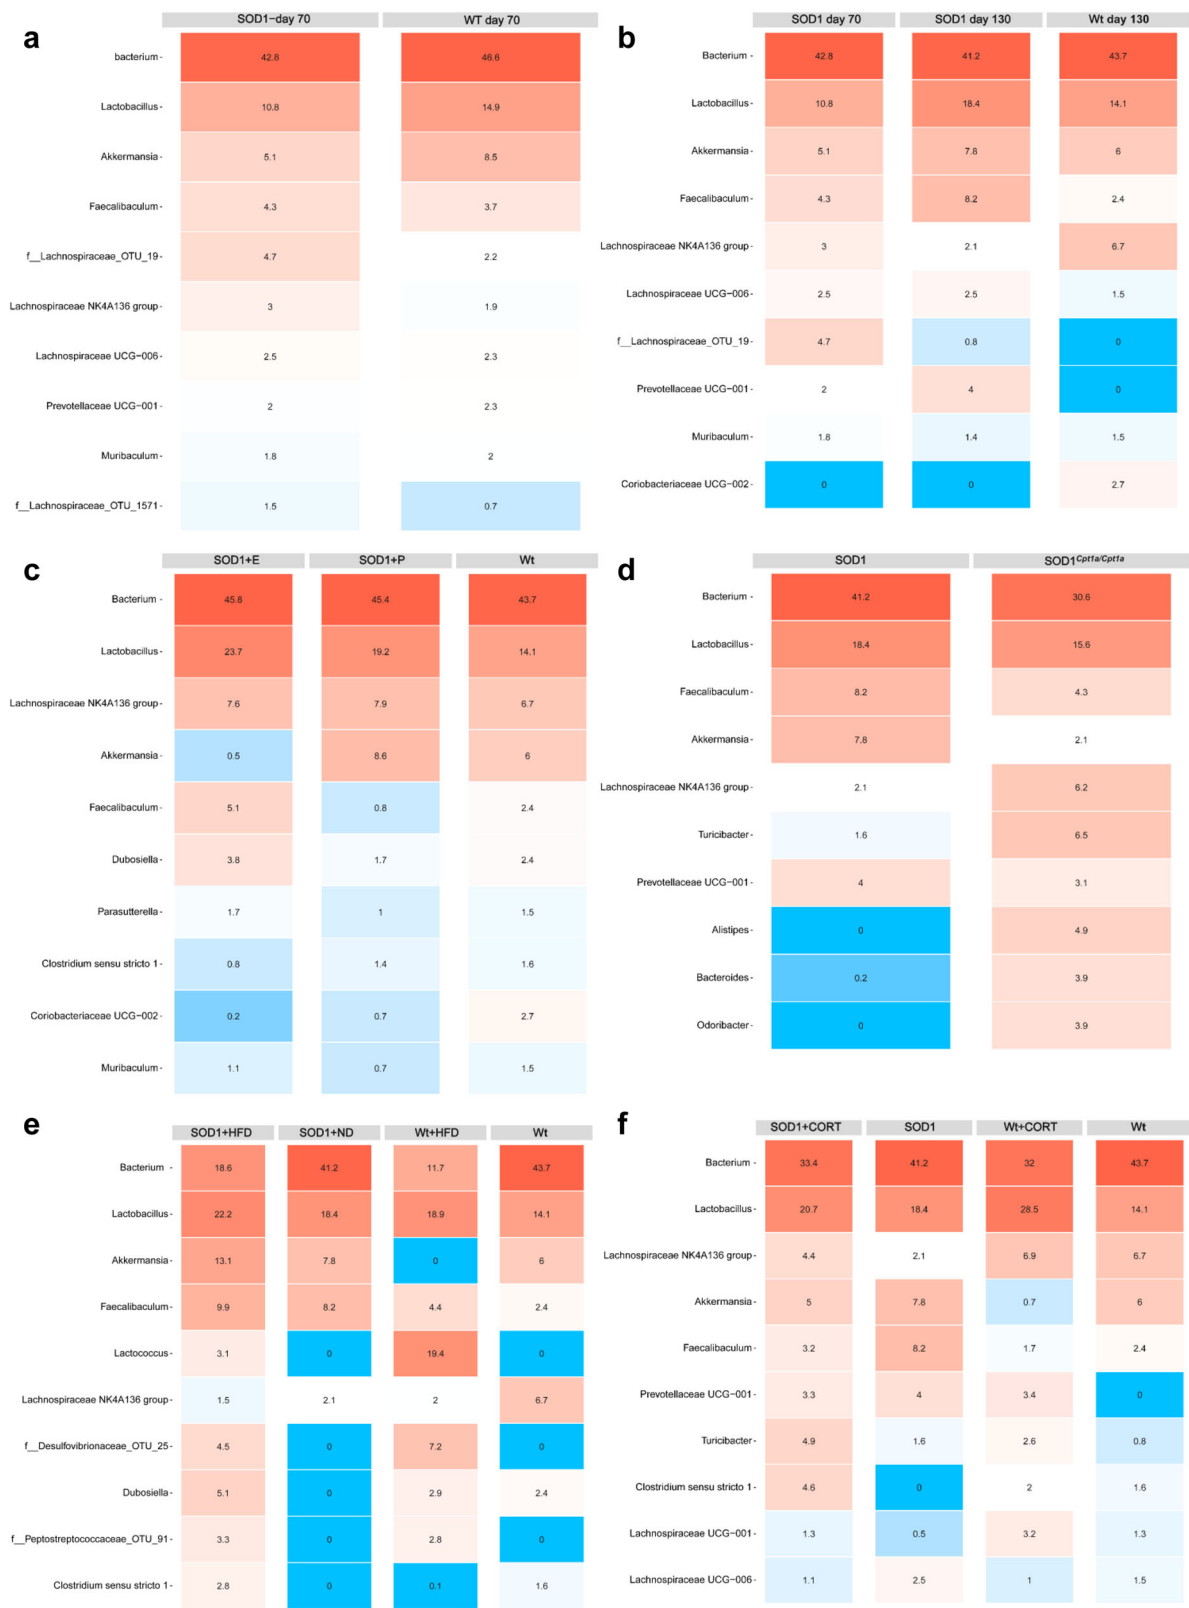 a
SOD1−day 70 WT day 70
bacterium 42.8 46.6
Lactobacillus 10.8 14.9
Akkermansia 5.1 8.5
Faecalibaculum 4.3 3.7
f__Lachnospiraceae_OTU_19 4.7 2.2
Lachnospiraceae NK4A136 group 3 1.9
Lachnospiraceae UCG−006 2.5 2.3
Prevotellaceae UCG−001 2 2.3
Muribaculum 1.8 2
f__Lachnospiraceae_OTU_1571 1.5 0.7
b
SOD1 day 70 SOD1 day 130 Wt day 130
Bacterium 42.8 41.2 43.7
Lactobacillus 10.8 18.4 14.1
Akkermansia 5.1 7.8 6
Faecalibaculum 4.3 8.2 2.4
Lachnospiraceae NK4A136 group 3 2.1 6.7
Lachnospiraceae UCG−006 2.5 2.5 1.5
f__Lachnospiraceae_OTU_19 4.7 0.8 0
Prevotellaceae UCG−001 2 4 0
Muribaculum 1.8 1.4 1.5
Coriobacteriaceae UCG−002 0 0 2.7
c
SOD1+E SOD1+P Wt
Bacterium 45.8 45.4 43.7
Lactobacillus 23.7 19.2 14.1
Lachnospiraceae NK4A136 group 7.6 7.9 6.7
Akkermansia 0.5 8.6 6
Faecalibaculum 5.1 0.8 2.4
Dubosiella 3.8 1.7 2.4
Parasutterella 1.7 1 1.5
Clostridium sensu stricto 1 0.8 1.4 1.6
Coriobacteriaceae UCG−002 0.2 0.7 2.7
Muribaculum 1.1 0.7 1.5
d
SOD1 SOD1Cpt1a/Cpt1a
Bacterium 41.2 30.6
Lactobacillus 18.4 15.6
Faecalibaculum 8.2 4.3
Akkermansia 7.8 2.1
Lachnospiraceae NK4A136 group 2.1 6.2
Turicibacter 1.6 6.5
Prevotellaceae UCG−001 4 3.1
Alistipes 0 4.9
Bacteroides 0.2 3.9
Odoribacter 0 3.9
e
SOD1+HFD SOD1+ND Wt+HFD Wt
Bacterium 18.6 41.2 11.7 43.7
Lactobacillus 22.2 18.4 18.9 14.1
Akkermansia 13.1 7.8 0 6
Faecalibaculum 9.9 8.2 4.4 2.4
Lactococcus 3.1 0 19.4 0
Lachnospiraceae NK4A136 group 1.5 2.1 2 6.7
f__Desulfovibrionaceae_OTU_25 4.5 0 7.2 0
Dubosiella 5.1 0 2.9 2.4
f__Peptostreptococcaceae_OTU_91 3.3 0 2.8 0
Clostridium sensu stricto 1 2.8 0 0.1 1.6
f
SOD1+CORT SOD1 Wt+CORT Wt
Bacterium 33.4 41.2 32 43.7
Lactobacillus 20.7 18.4 28.5 14.1
Lachnospiraceae NK4A136 group 4.4 2.1 6.9 6.7
Akkermansia 5 7.8 0.7 6
Faecalibaculum 3.2 8.2 1.7 2.4
Prevotellaceae UCG−001 3.3 4 3.4 0
Turicibacter 4.9 1.6 2.6 0.8
Clostridium sensu stricto 1 4.6 0 2 1.6
Lachnospiraceae UCG−001 1.3 0.5 3.2 1.3
Lachnospiraceae UCG−006 1.1 2.5 1 1.5